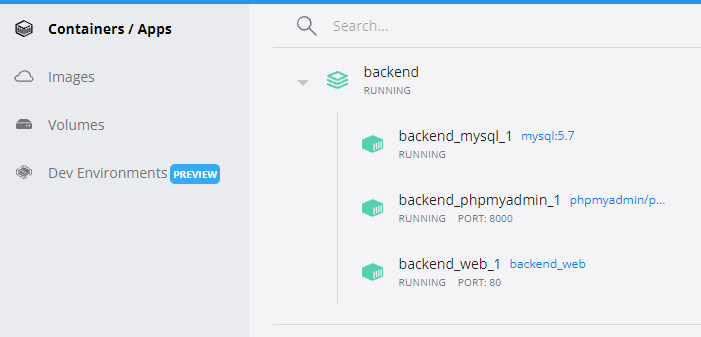 Containers / Apps
Images
Volumes
Dev Environments PREVIEW
Search...
backend
RUNNING
backend_mysql_1 mysql:5.7
RUNNING
backend_phpmyadmin_1 phpmyadmin/p...
RUNNING PORT: 8000
backend_web_1 backend_web
RUNNING PORT: 80